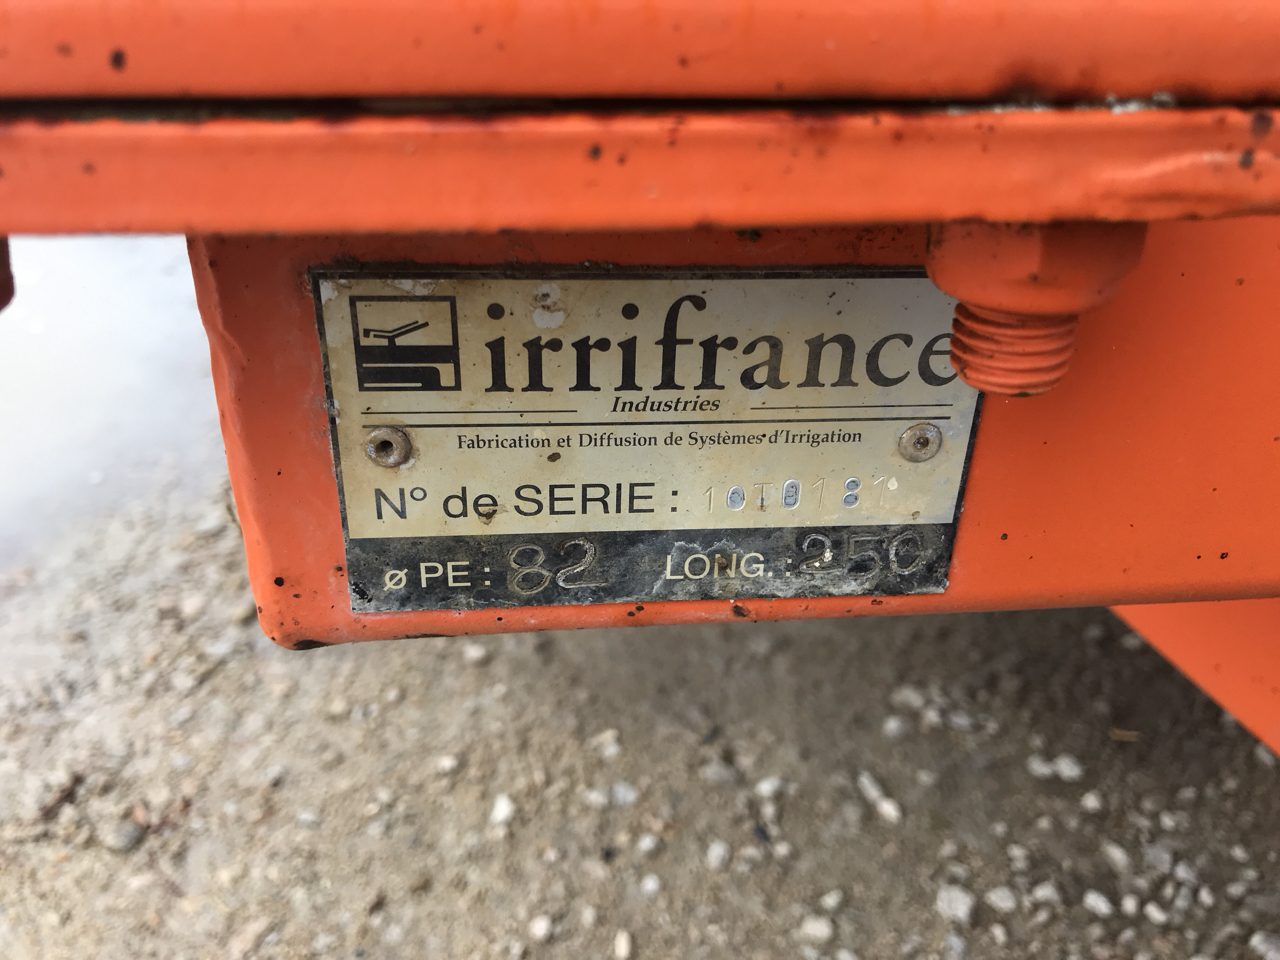 irrifrance
Industries
Fabrication et Diffusion de Systèmes d'Irrigation
N° de SERIE : 10T0181
ø PE : 82 LONG. : 250